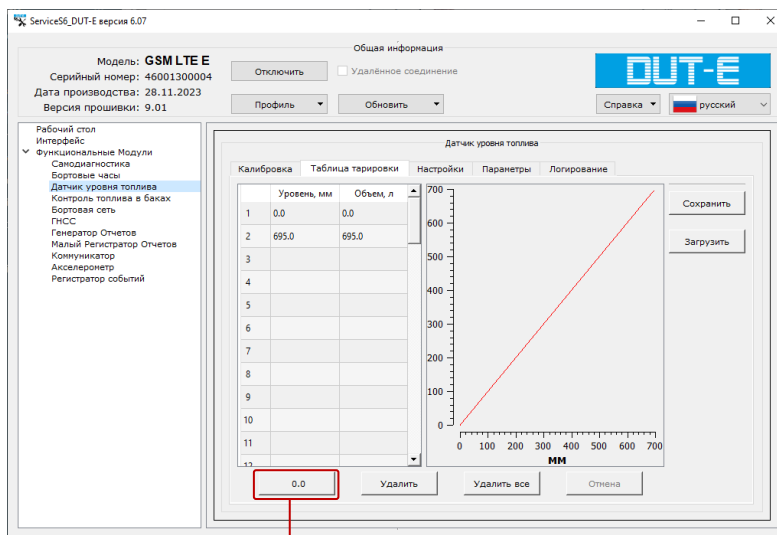 ServiceS6_DUT-E версия 6.07
Общая информация
Модель: GSM LTE E
Серийный номер: 46001300004
Дата производства: 28.11.2023
Версия прошивки: 9.01
Отключить
Удалённое соединение
Профиль
Обновить
DUT-E
Справка
русский
Рабочий стол
Интерфейс
Функциональные Модули
Самодиагностика
Бортовые часы
Датчик уровня топлива
Контроль топлива в баках
Бортовая сеть
ГНСС
Генератор Отчетов
Малый Регистратор Отчетов
Коммуникатор
Акселерометр
Регистратор событий
Датчик уровня топлива
Калибровка Таблица тарировки Настройки Параметры Логирование
Уровень, мм Объем, л
1 0.0 0.0
2 695.0 695.0
3
4
5
6
7
8
9
10
11
12
700
600
500
400
300
200
100
0
0 100 200 300 400 500 600 700
мм
Сохранить
Загрузить
0.0 Удалить Удалить все Отмена